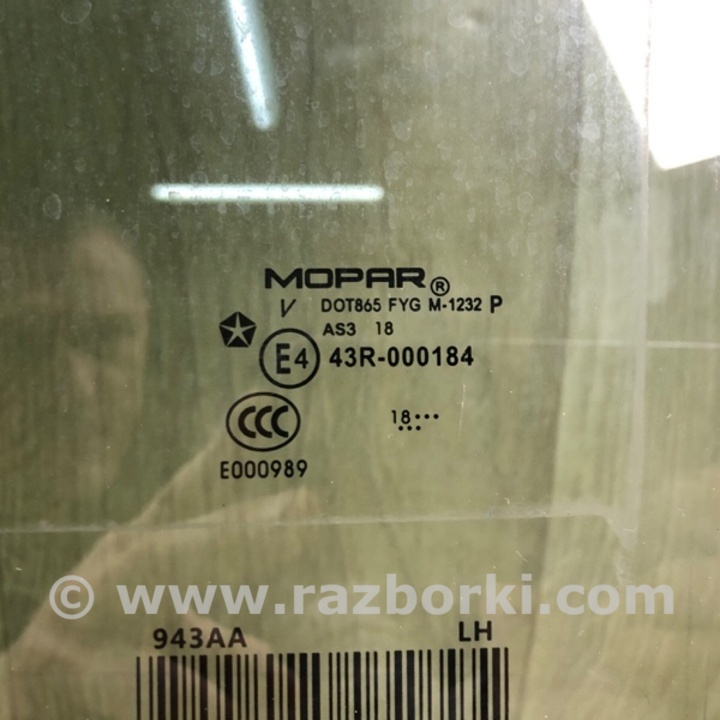 MOPAR®
V DOT865 FYG M-1232 P
AS3 18
E4 43R-000184
CCC 18
E000989
© www.razborki.com
943AA LH